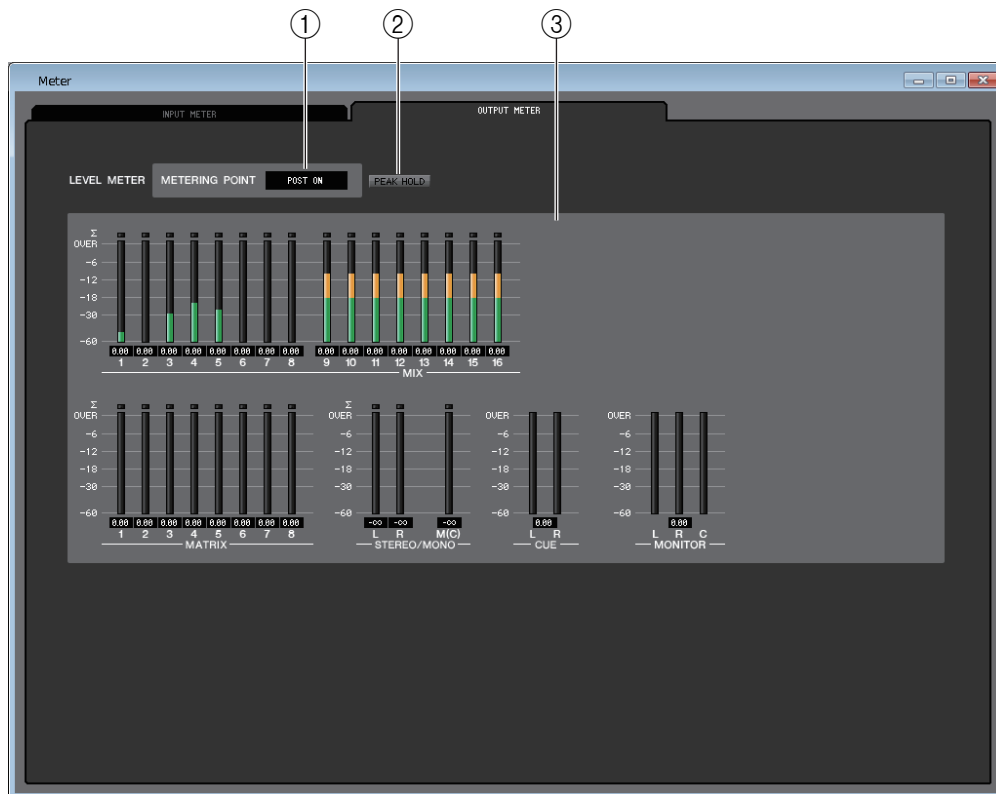 ① ② ③
Meter
INPUT METER OUTPUT METER
LEVEL METER METERING POINT POST ON PEAK HOLD
Σ
OVER
-6
-12
-18
-30
-60
0.00 0.00 0.00 0.00 0.00 0.00 0.00 0.00 0.00 0.00 0.00 0.00 0.00 0.00 0.00 0.00
1 2 3 4 5 6 7 8 9 10 11 12 13 14 15 16
MIX
Σ Σ
OVER OVER OVER OVER
-6 -6 -6 -6
-12 -12 -12 -12
-18 -18 -18 -18
-30 -30 -30 -30
-60 -60 -60 -60
0.00 0.00 0.00 0.00 0.00 0.00 0.00 0.00 -∞ -∞ -∞ 0.00 0.00
1 2 3 4 5 6 7 8 L R M(C) L R L R C
MATRIX STEREO/MONO CUE MONITOR